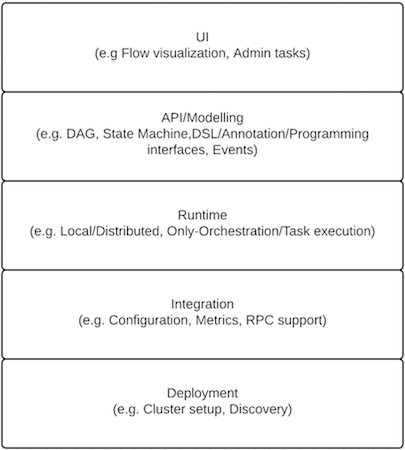 UI
(e.g Flow visualization, Admin tasks)
API/Modelling
(e.g. DAG, State Machine,DSL/Annotation/Programming
interfaces, Events)
Runtime
(e.g. Local/Distributed, Only-Orchestration/Task execution)
Integration
(e.g. Configuration, Metrics, RPC support)
Deployment
(e.g. Cluster setup, Discovery)